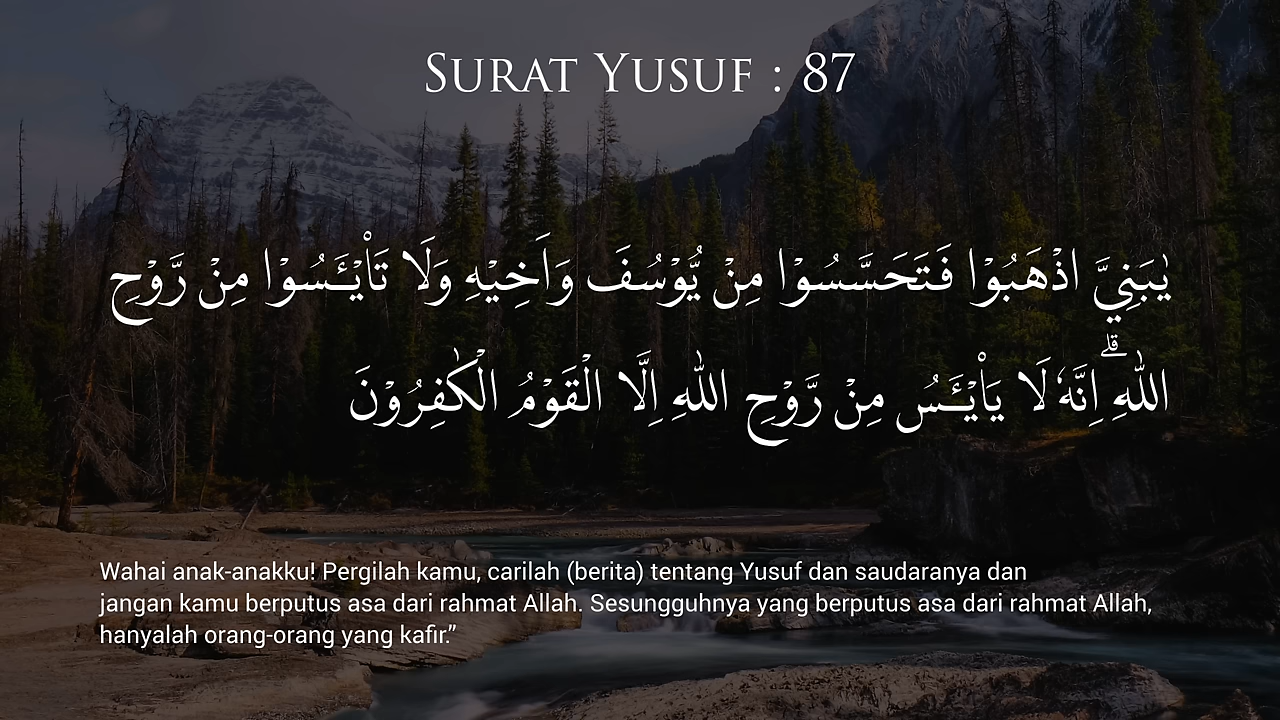 SURAT YUSUF : 87
يٰبَنِيَّ اذْهَبُوْا فَتَحَسَّسُوْا مِنْ يُّوْسُفَ وَاَخِيْهِ وَلَا تَا۟يْـَٔسُوْا مِنْ رَّوْحِ
اللّٰهِ ۗاِنَّهٗ لَا يَا۟يْـَٔسُ مِنْ رَّوْحِ اللّٰهِ اِلَّا الْقَوْمُ الْكٰفِرُوْنَ
Wahai anak-anakku! Pergilah kamu, carilah (berita) tentang Yusuf dan saudaranya dan
jangan kamu berputus asa dari rahmat Allah. Sesungguhnya yang berputus asa dari rahmat Allah,
hanyalah orang-orang yang kafir.”